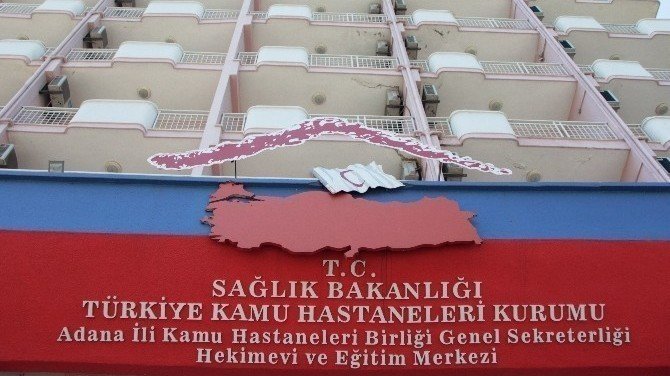 T.C.
SAĞLIK BAKANLIĞI
TÜRKİYE KAMU HASTANELERİ KURUMU
Adana İli Kamu Hastaneleri Birliği Genel Sekreterliği
Hekimevi ve Eğitim Merkezi